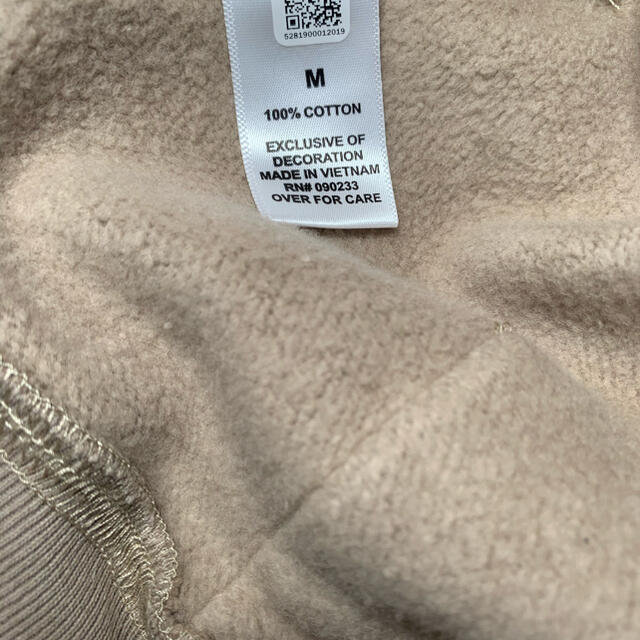 5281900012019
M
100% COTTON
EXCLUSIVE OF
DECORATION
MADE IN VIETNAM
RN# 090233
OVER FOR CARE